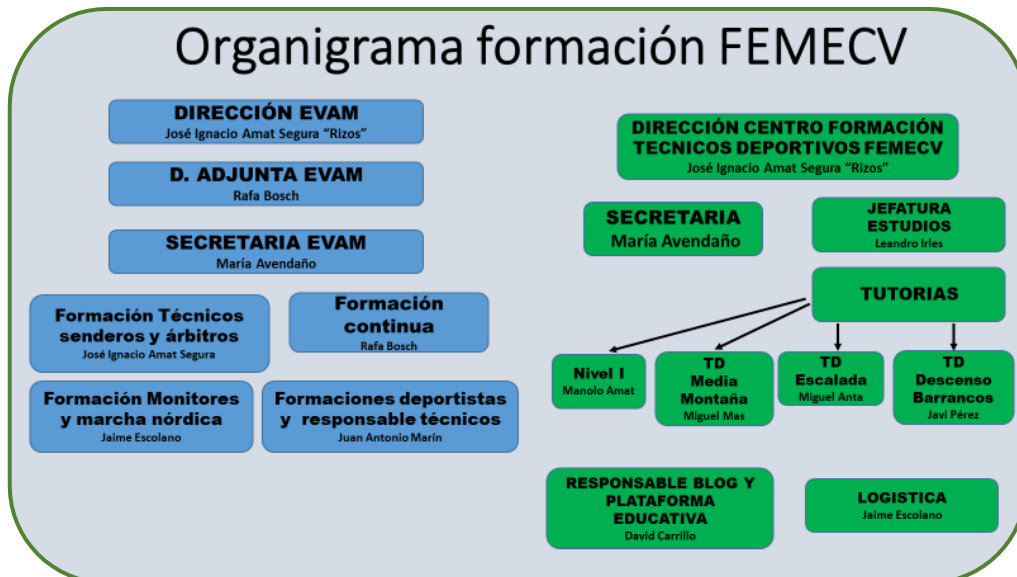 Organigrama formación FEMECV
DIRECCIÓN EVAM
José Ignacio Amat Segura “Rizos”
D. ADJUNTA EVAM
Rafa Bosch
SECRETARIA EVAM
María Avendaño
Formación Técnicos
senderos y árbitros
José Ignacio Amat Segura
Formación
continua
Rafa Bosch
Formación Monitores
y marcha nórdica
Jaime Escolano
Formaciones deportistas
y responsable técnicos
Juan Antonio Marín
DIRECCIÓN CENTRO FORMACIÓN
TECNICOS DEPORTIVOS FEMECV
José Ignacio Amat Segura “Rizos”
SECRETARIA
María Avendaño
JEFATURA
ESTUDIOS
Leandro Irles
TUTORIAS
Nivel I
Manolo Amat
TD
Media
Montaña
Miguel Mas
TD
Escalada
Miguel Anta
TD
Descenso
Barrancos
Javi Pérez
RESPONSABLE BLOG Y
PLATAFORMA
EDUCATIVA
David Carrillo
LOGISTICA
Jaime Escolano